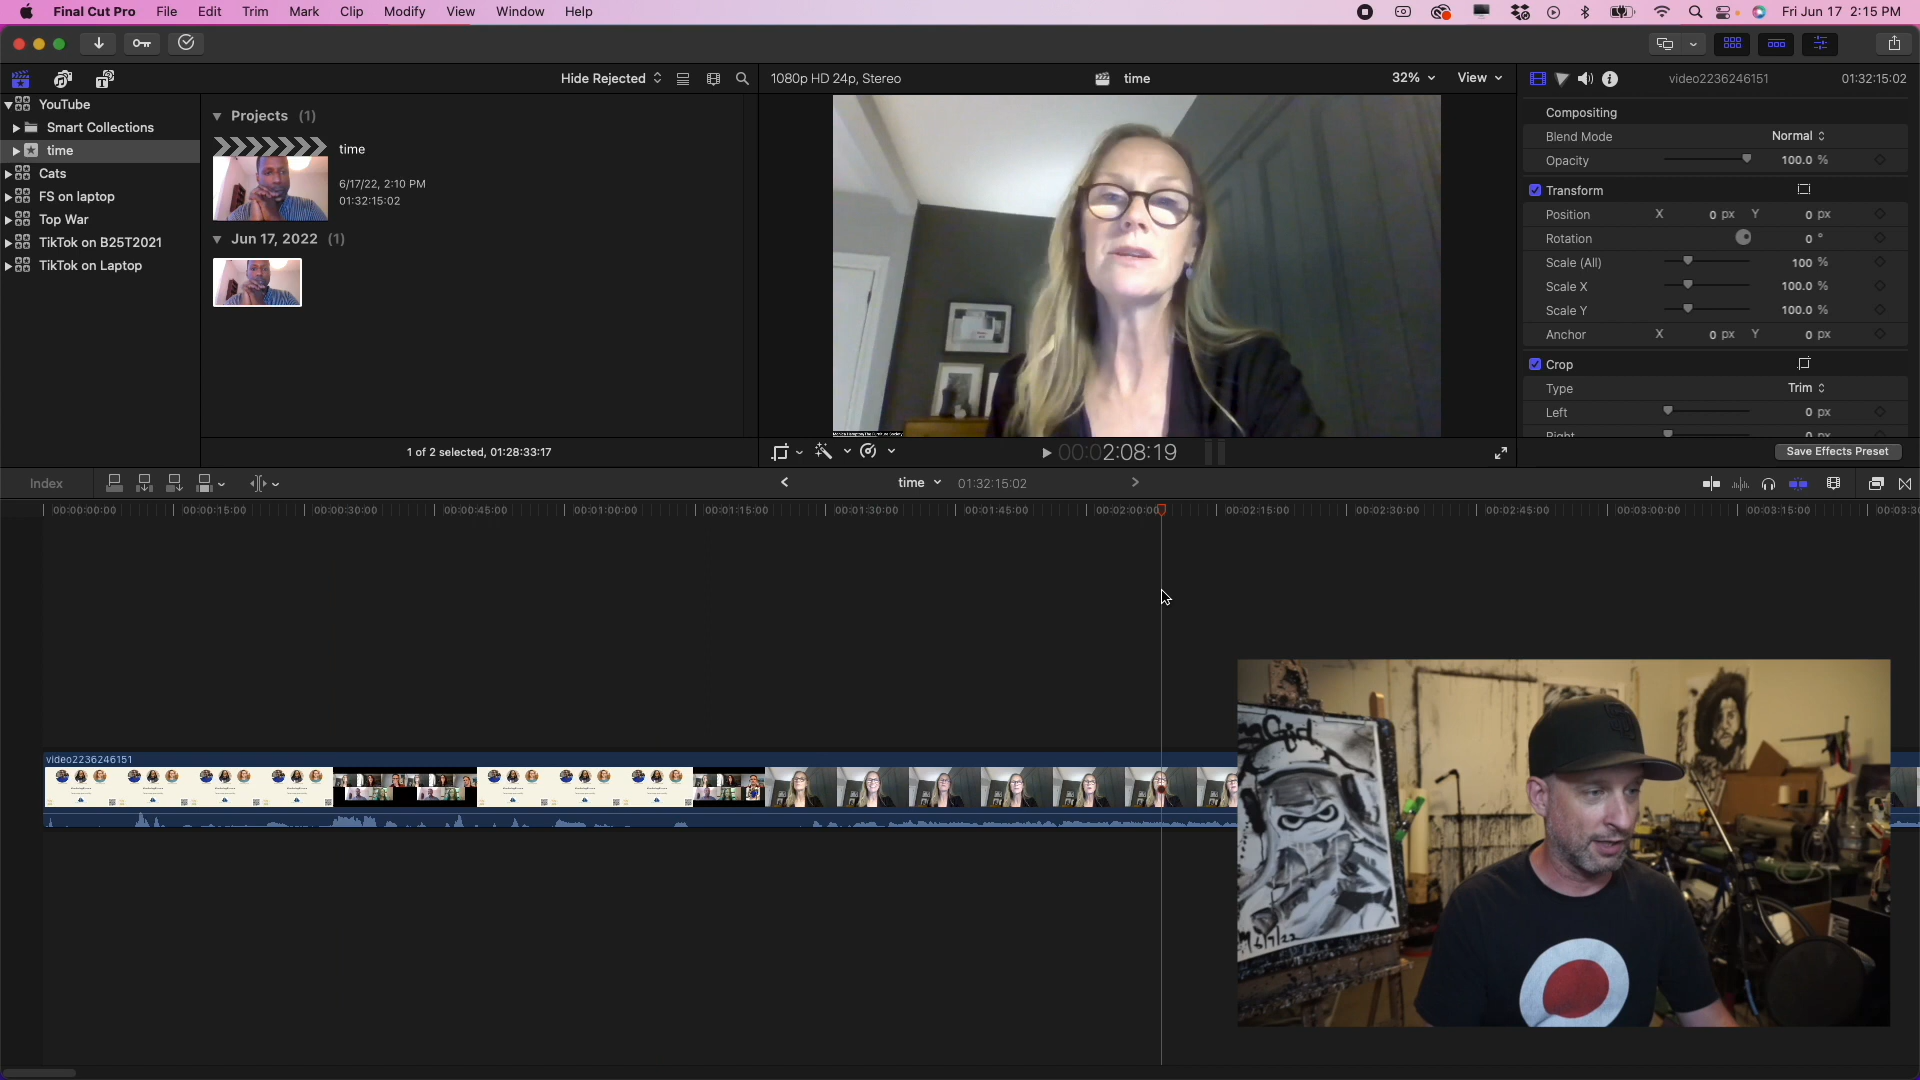 Final Cut Pro File Edit Trim Mark Clip Modify View Window Help Fri Jun 17 2:15 PM
Hide Rejected 1080p HD 24p, Stereo time 32% View video2236246151 01:32:15:02
YouTube
Smart Collections
time
Cats
FS on laptop
Top War
TikTok on B25T2021
TikTok on Laptop
Projects (1)
time
6/17/22, 2:10 PM
01:32:15:02
Jun 17, 2022 (1)
1 of 2 selected, 01:28:33:17
00:00:2:08:19
Compositing
Blend Mode Normal
Opacity 100.0 %
Transform
Position X 0 px Y 0 px
Rotation 0 °
Scale (All) 100 %
Scale X 100.0 %
Scale Y 100.0 %
Anchor X 0 px Y 0 px
Crop
Type Trim
Left 0 px
Right 0 px
Save Effects Preset
Index time 01:32:15:02
00:00:00:00 00:00:15:00 00:00:30:00 00:00:45:00 00:01:00:00 00:01:15:00 00:01:30:00 00:01:45:00 00:02:00:00 00:02:15:00 00:02:30:00 00:02:45:00 00:03:00:00 00:03:15:00 00:03:30
video2236246151